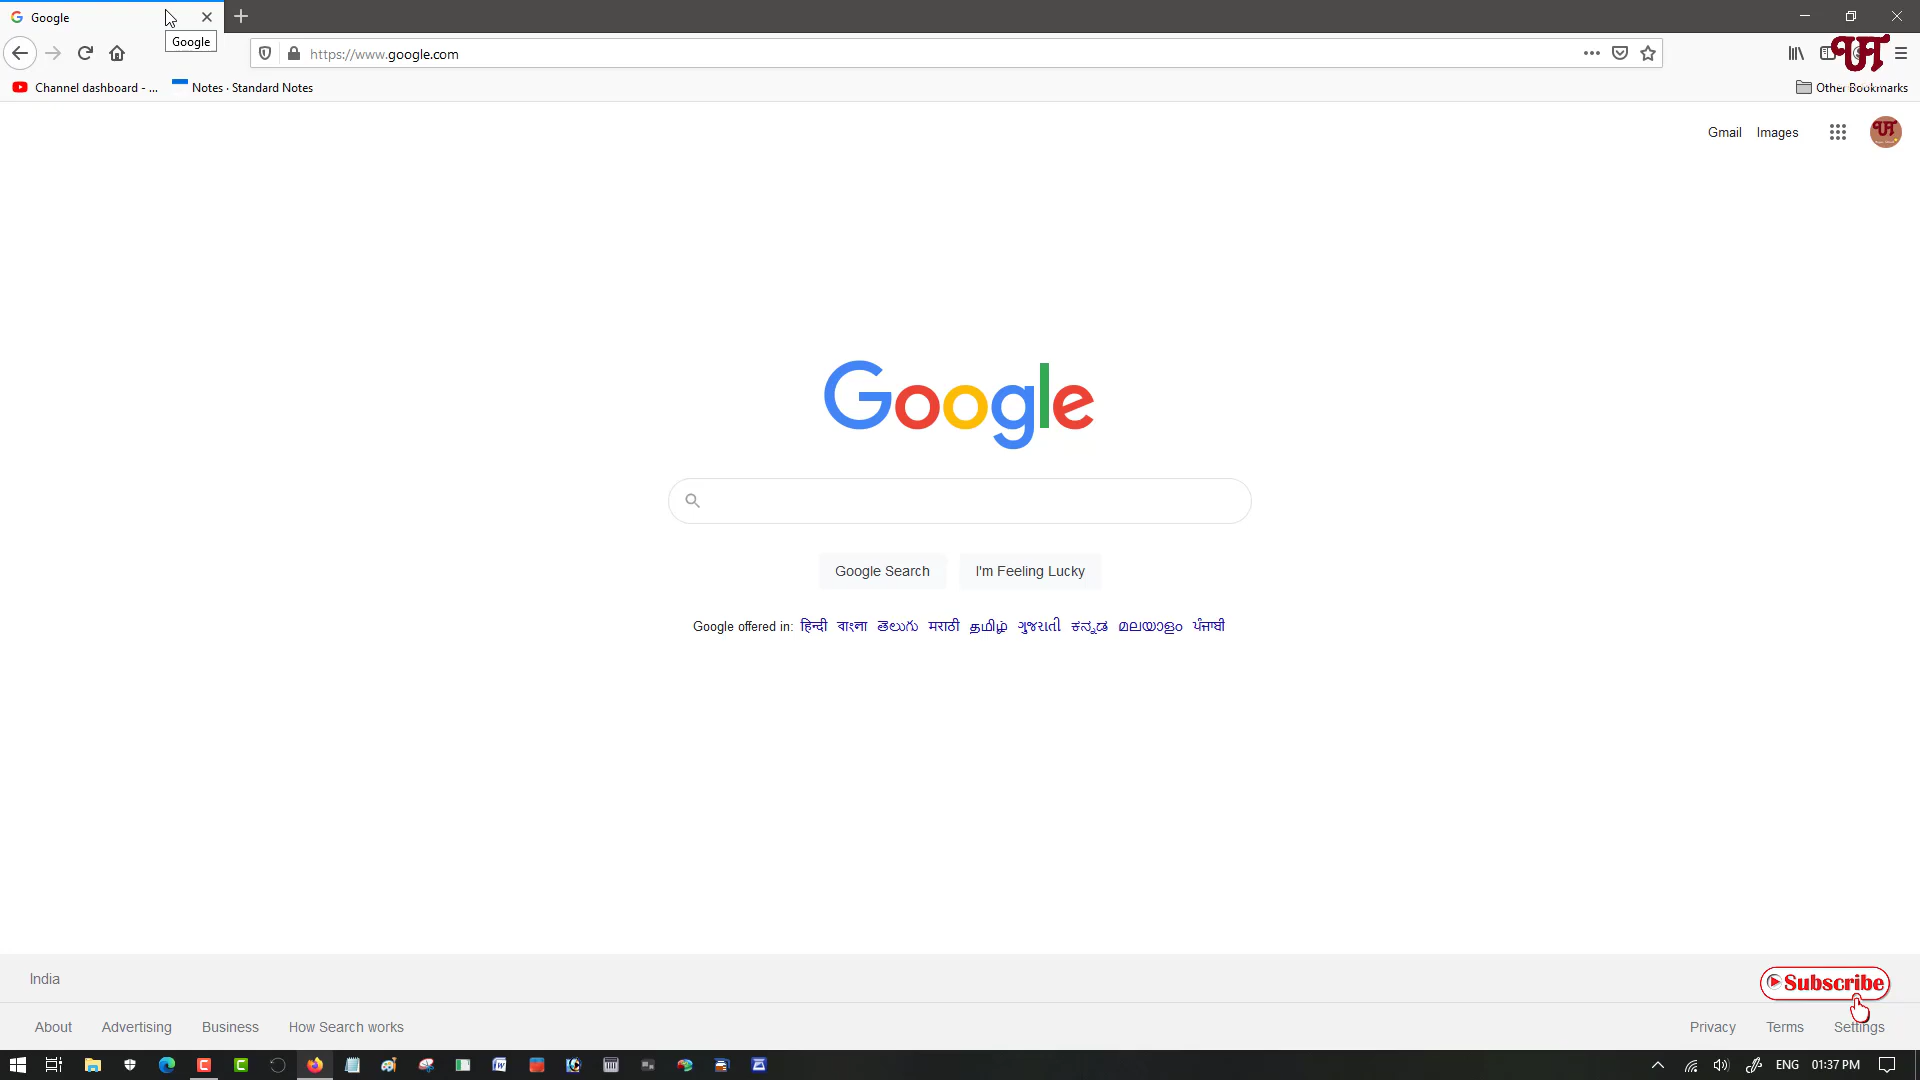 Google
Google
https://www.google.com
Channel dashboard - ...
Notes · Standard Notes
Other Bookmarks
Gmail Images
Google
Google Search I'm Feeling Lucky
Google offered in: हिन्दी বাংলা తెలుగు मराठी தமிழ் ગુજરાતી ಕನ್ನಡ മലയാളം ਪੰਜਾਬੀ
India
Subscribe
About Advertising Business How Search works Privacy Terms Settings
ENG 01:37 PM